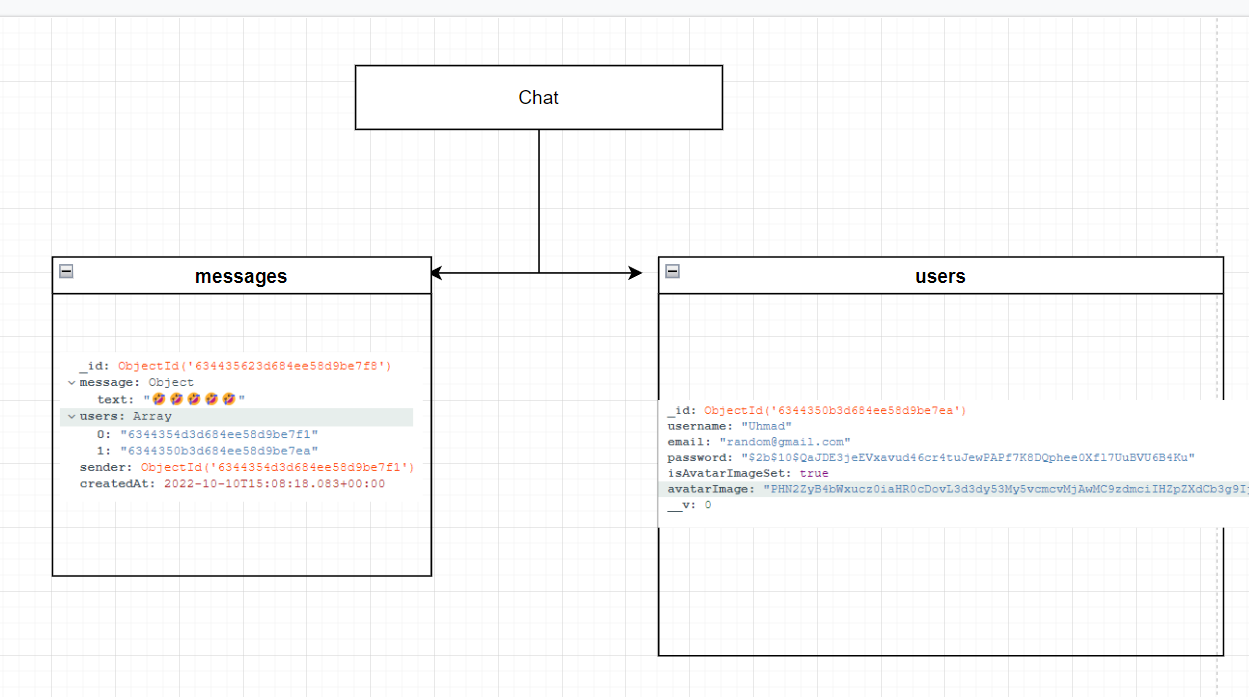 Chat
messages
_id: ObjectId('634435623d684ee58d9be7f8')
message: Object
text: "🤣🤣🤣🤣🤣"
users: Array
0: "6344354d3d684ee58d9be7f1"
1: "6344350b3d684ee58d9be7ea"
sender: ObjectId('6344354d3d684ee58d9be7f1')
createdAt: 2022-10-10T15:08:18.083+00:00
users
_id: ObjectId('6344350b3d684ee58d9be7ea')
username: "Uhmad"
email: "random@gmail.com"
password: "$2b$10$QaJDE3jeEVxavud46cr4tuJewPAPf7K8DQphee0Xfl7UuBVU6B4Ku"
isAvatarImageSet: true
avatarImage: "PHN2ZyB4bWxucz0iaHR0cDovL3d3dy53My5vcmcvMjAwMC9zdmciIHZpZXdCb3g9Ij
__v: 0